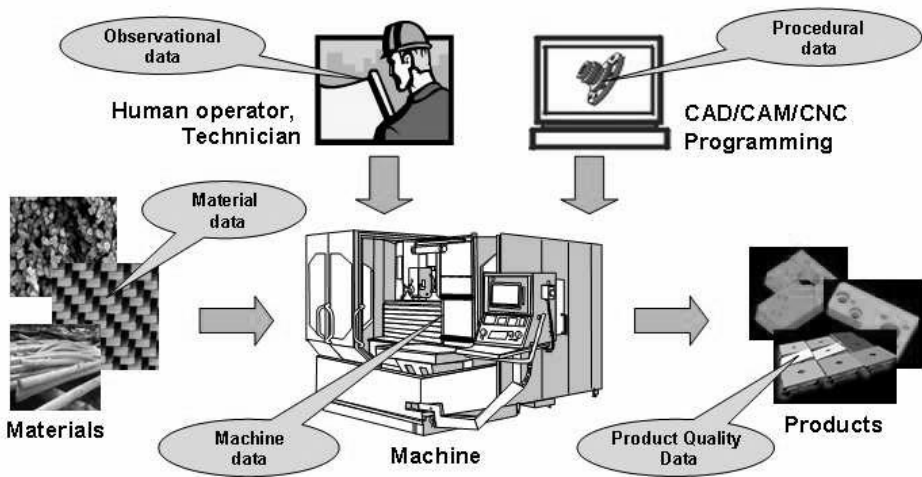 Observational
data
Procedural
data
Human operator,
Technician
CAD/CAM/CNC
Programming
Material
data
Materials
Machine
data
Machine
Product Quality
Data
Products